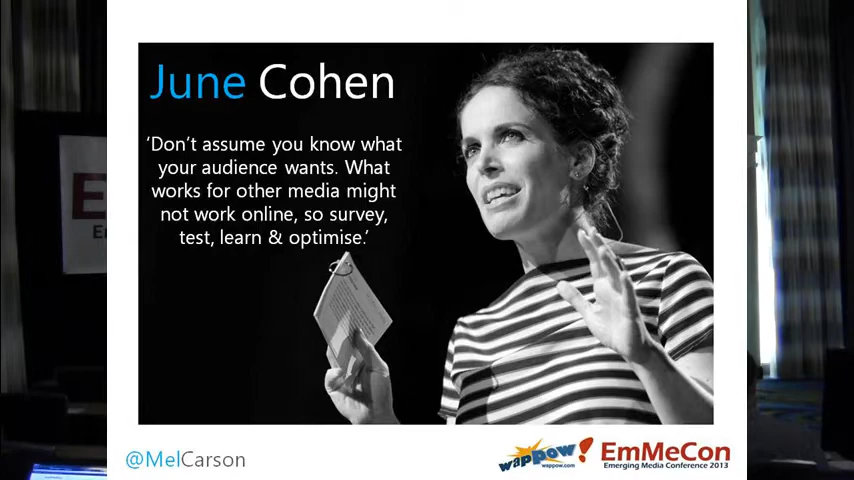 June Cohen
‘Don’t assume you know what
your audience wants. What
works for other media might
not work online, so survey,
test, learn & optimise.’
@MelCarson
wappow!
wappow.com
EmMeCon
Emerging Media Conference 2013